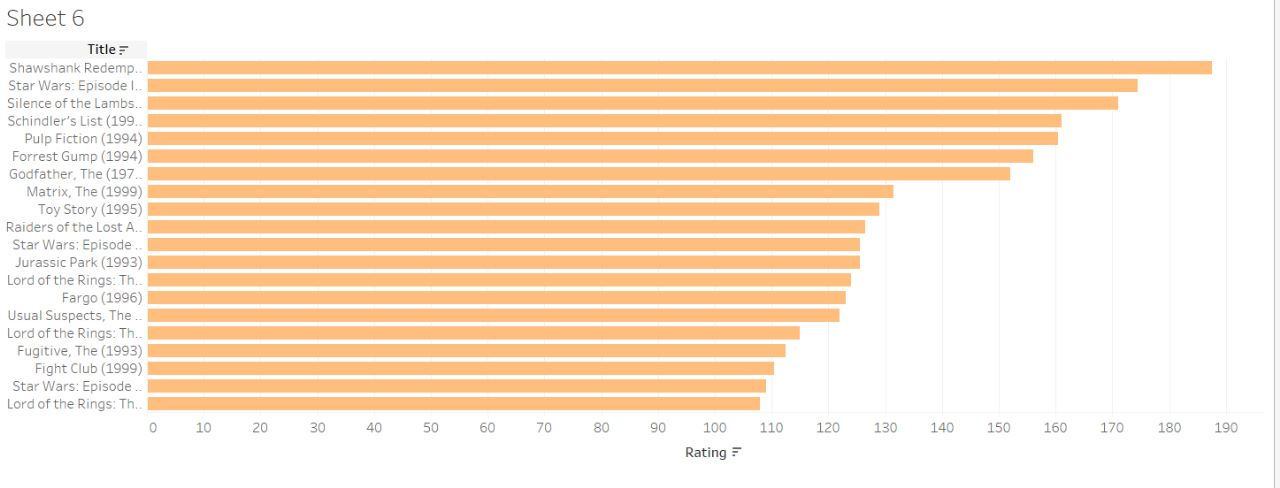 Sheet 6
Title
Shawshank Redemp..
Star Wars: Episode I..
Silence of the Lambs..
Schindler's List (199..
Pulp Fiction (1994)
Forrest Gump (1994)
Godfather, The (197..
Matrix, The (1999)
Toy Story (1995)
Raiders of the Lost A..
Star Wars: Episode ..
Jurassic Park (1993)
Lord of the Rings: Th..
Fargo (1996)
Usual Suspects, The ..
Lord of the Rings: Th..
Fugitive, The (1993)
Fight Club (1999)
Star Wars: Episode ..
Lord of the Rings: Th..
0 10 20 30 40 50 60 70 80 90 100 110 120 130 140 150 160 170 180 190
Rating